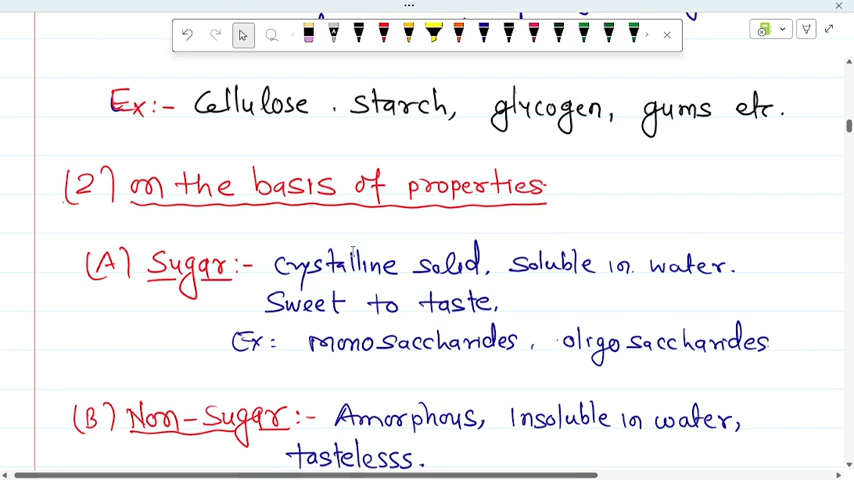 Ex:- Cellulose, starch, glycogen, gums etc.
(2) on the basis of properties.
(A) Sugar:- Crystalline solid, Soluble in water.
Sweet to taste.
Ex: monosaccharides, oligosaccharides
(B) Non-Sugar:- Amorphous, Insoluble in water,
tastelesss.